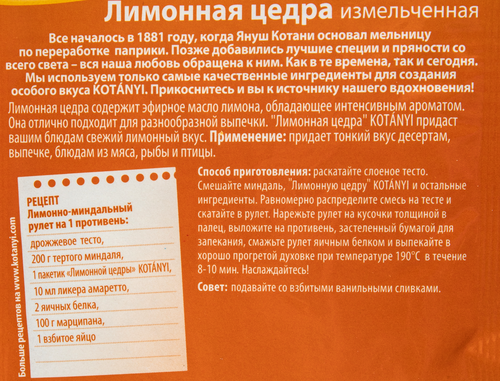 Лимонная цедра измельченная
Все началось в 1881 году, когда Януш Котани основал мельницу
по переработке паприки. Позже добавились лучшие специи и пряности со
всего света – вся наша любовь обращена к ним. Как в те времена, так и сегодня.
Мы используем только самые качественные ингредиенты для создания
особого вкуса KOTÁNYI. Прикоснитесь и вы к источнику нашего вдохновения!
Лимонная цедра содержит эфирное масло лимона, обладающее интенсивным ароматом.
Она отлично подходит для разнообразной выпечки. "Лимонная цедра" KOTÁNYI придаст
вашим блюдам свежий лимонный вкус. Применение: придает тонкий вкус десертам,
выпечке, блюдам из мяса, рыбы и птицы.
РЕЦЕПТ
Лимонно-миндальный
рулет на 1 противень:
дрожжевое тесто,
200 г тертого миндаля,
1 пакетик «Лимонной цедры» KOTÁNYI,
10 мл ликера амаретто,
2 яичных белка,
100 г марципана,
1 взбитое яйцо
Больше рецептов на www.kotanyi.com
Способ приготовления: раскатайте слоеное тесто.
Смешайте миндаль, "Лимонную цедру" KOTÁNYI и остальные
ингредиенты. Равномерно распределите смесь на тесте и
скатайте в рулет. Нарежьте рулет на кусочки толщиной в
палец, выложите на противень, застеленный бумагой для
запекания, смажьте рулет яичным белком и выпекайте в
хорошо прогретой духовке при температуре 190°C в течение
8-10 мин. Наслаждайтесь!
Совет: подавайте со взбитыми ванильными сливками.